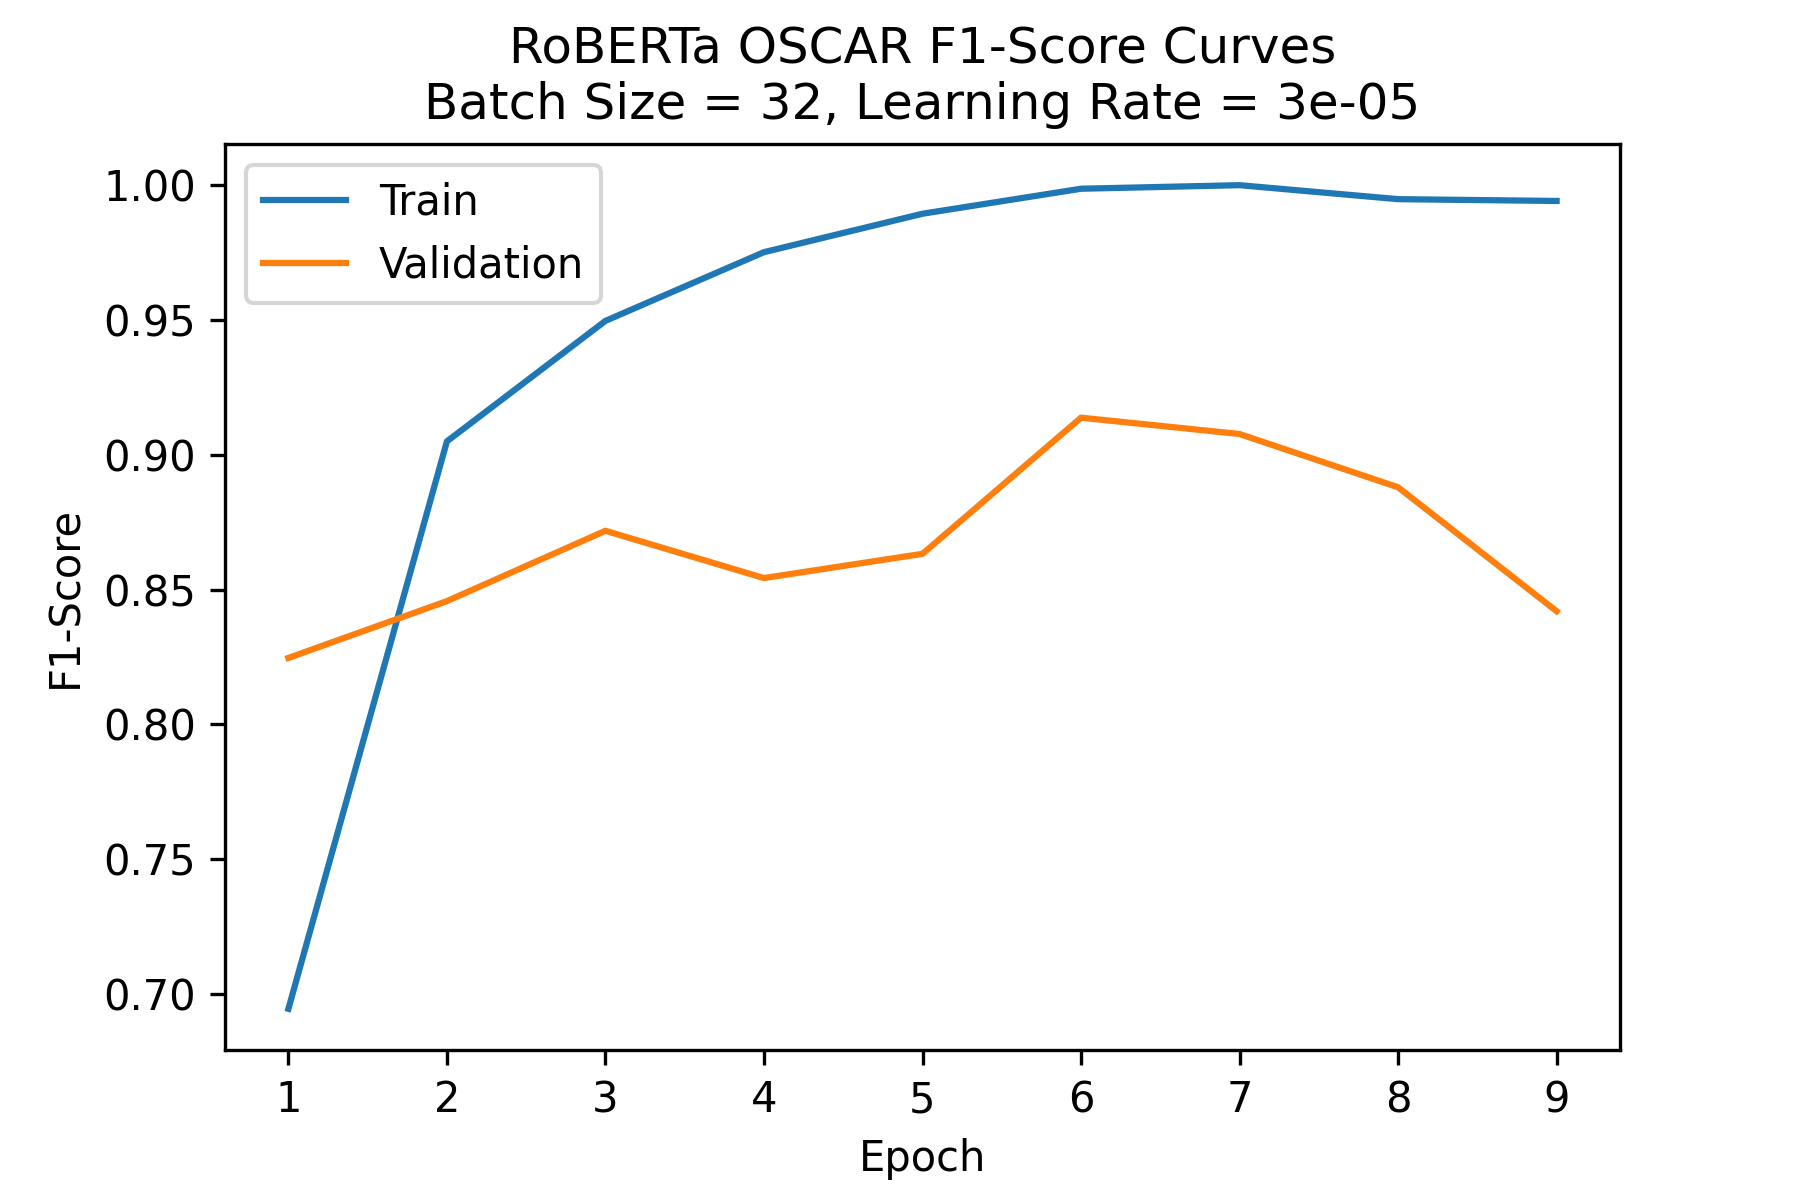 RoBERTa OSCAR F1-Score Curves
Batch Size = 32, Learning Rate = 3e-05
Train
Validation
1.00
0.95
0.90
0.85
0.80
0.75
0.70
F1-Score
1 2 3 4 5 6 7 8 9
Epoch